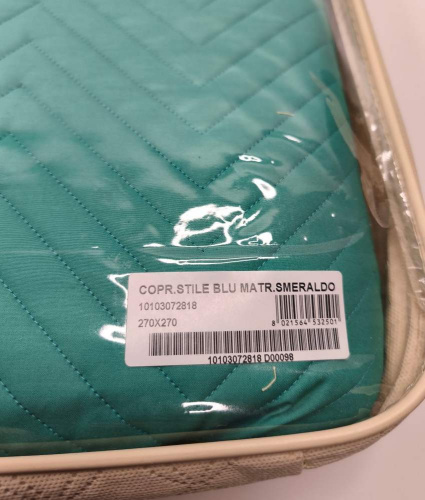 COPR.STILE BLU MATR.SMERALDO
10103072818
270X270
8 021564 532501
10103072818 D00098